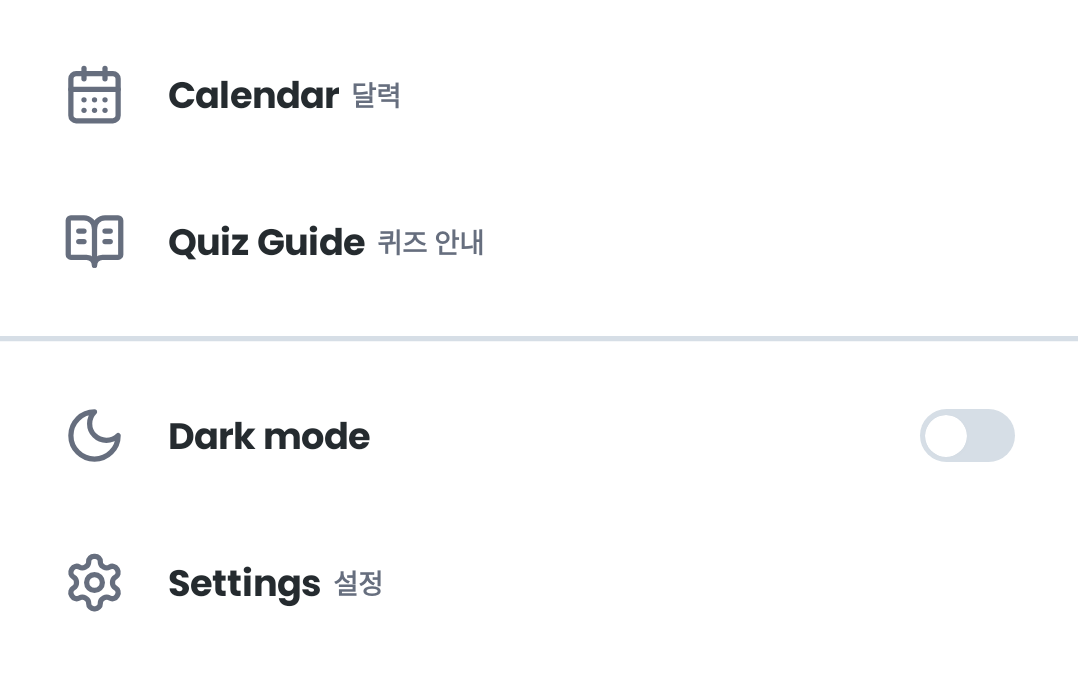 Calendar 달력
Quiz Guide 퀴즈 안내
Dark mode
Settings 설정